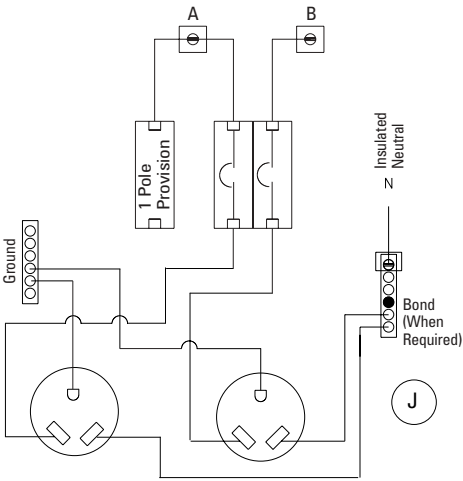 A
B
1 Pole
Provision
Insulated
Neutral
N
Ground
Bond
(When
Required)
J